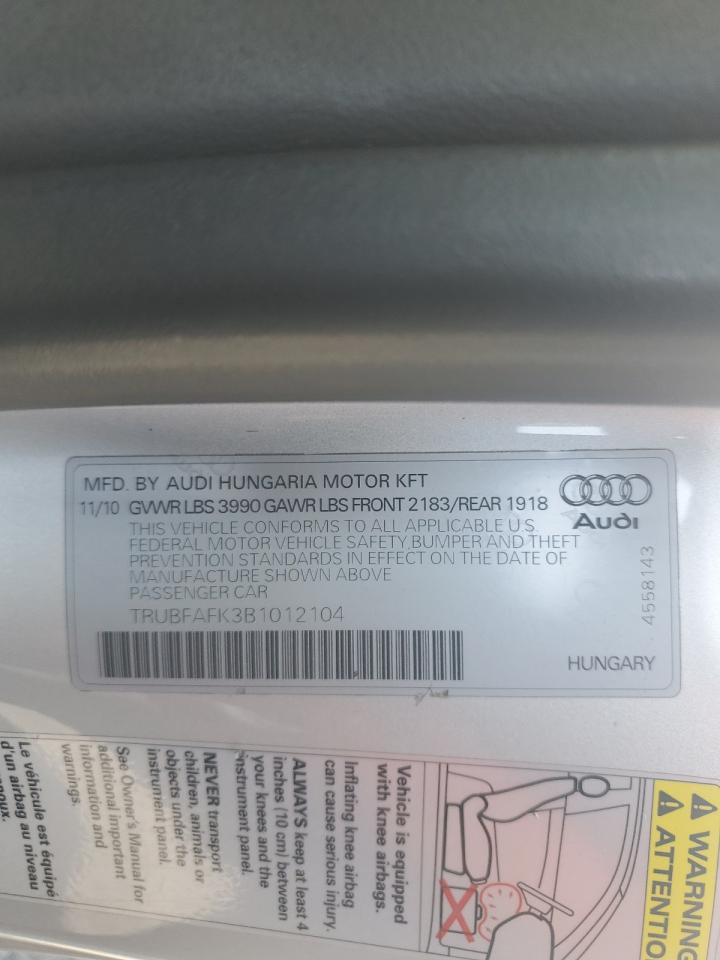 MFD. BY AUDI HUNGARIA MOTOR KFT
11/10 GVWR LBS 3990 GAWR LBS FRONT 2183/REAR 1918
THIS VEHICLE CONFORMS TO ALL APPLICABLE U.S.
FEDERAL MOTOR VEHICLE SAFETY,BUMPER AND THEFT
PREVENTION STANDARDS IN EFFECT ON THE DATE OF
MANUFACTURE SHOWN ABOVE
PASSENGER CAR
TRUBFAFK3B1012104
Audi
4558143
HUNGARY
WARNING
ATTENTIO
Vehicle is equipped
with knee airbags.
Inflating knee airbag
can cause serious injury.
ALWAYS keep at least 4
inches (10 cm) between
your knees and the
instrument panel.
NEVER transport
children, animals or
objects under the
instrument panel.
See Owner's Manual for
additional important
information and
warnings.
Le véhicule est équipé
d'un airbag au niveau